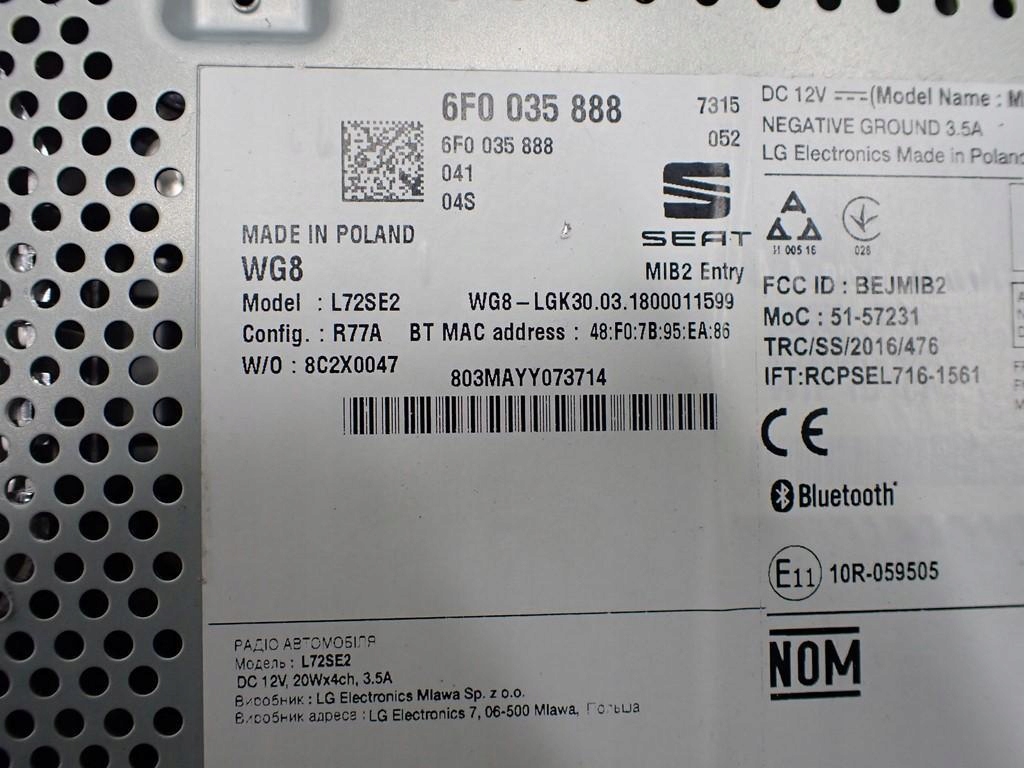 6F0 035 888
7315
6F0 035 888
052
041
04S
SEAT
MADE IN POLAND
WG8
MIB2 Entry
Model : L72SE2
WG8-LGK30.03.1800011599
Config. : R77A
BT MAC address : 48:F0:7B:95:EA:86
W/O : 8C2X0047
803MAYY073714
DC 12V (Model Name :
NEGATIVE GROUND 3.5A
LG Electronics Made in Poland
И 005 16
026
FCC ID : BEJMIB2
MoC : 51-57231
TRC/SS/2016/476
IFT:RCPSEL716-1561
CE
Bluetooth
E11 10R-059505
NOM
РАДІО АВТОМОБІЛЯ
Модель : L72SE2
DC 12V, 20Wx4ch, 3.5A
Виробник : LG Electronics Mlawa Sp. z o.o.
Виробник адреса : LG Electronics 7, 06-500 Mlawa, Польша